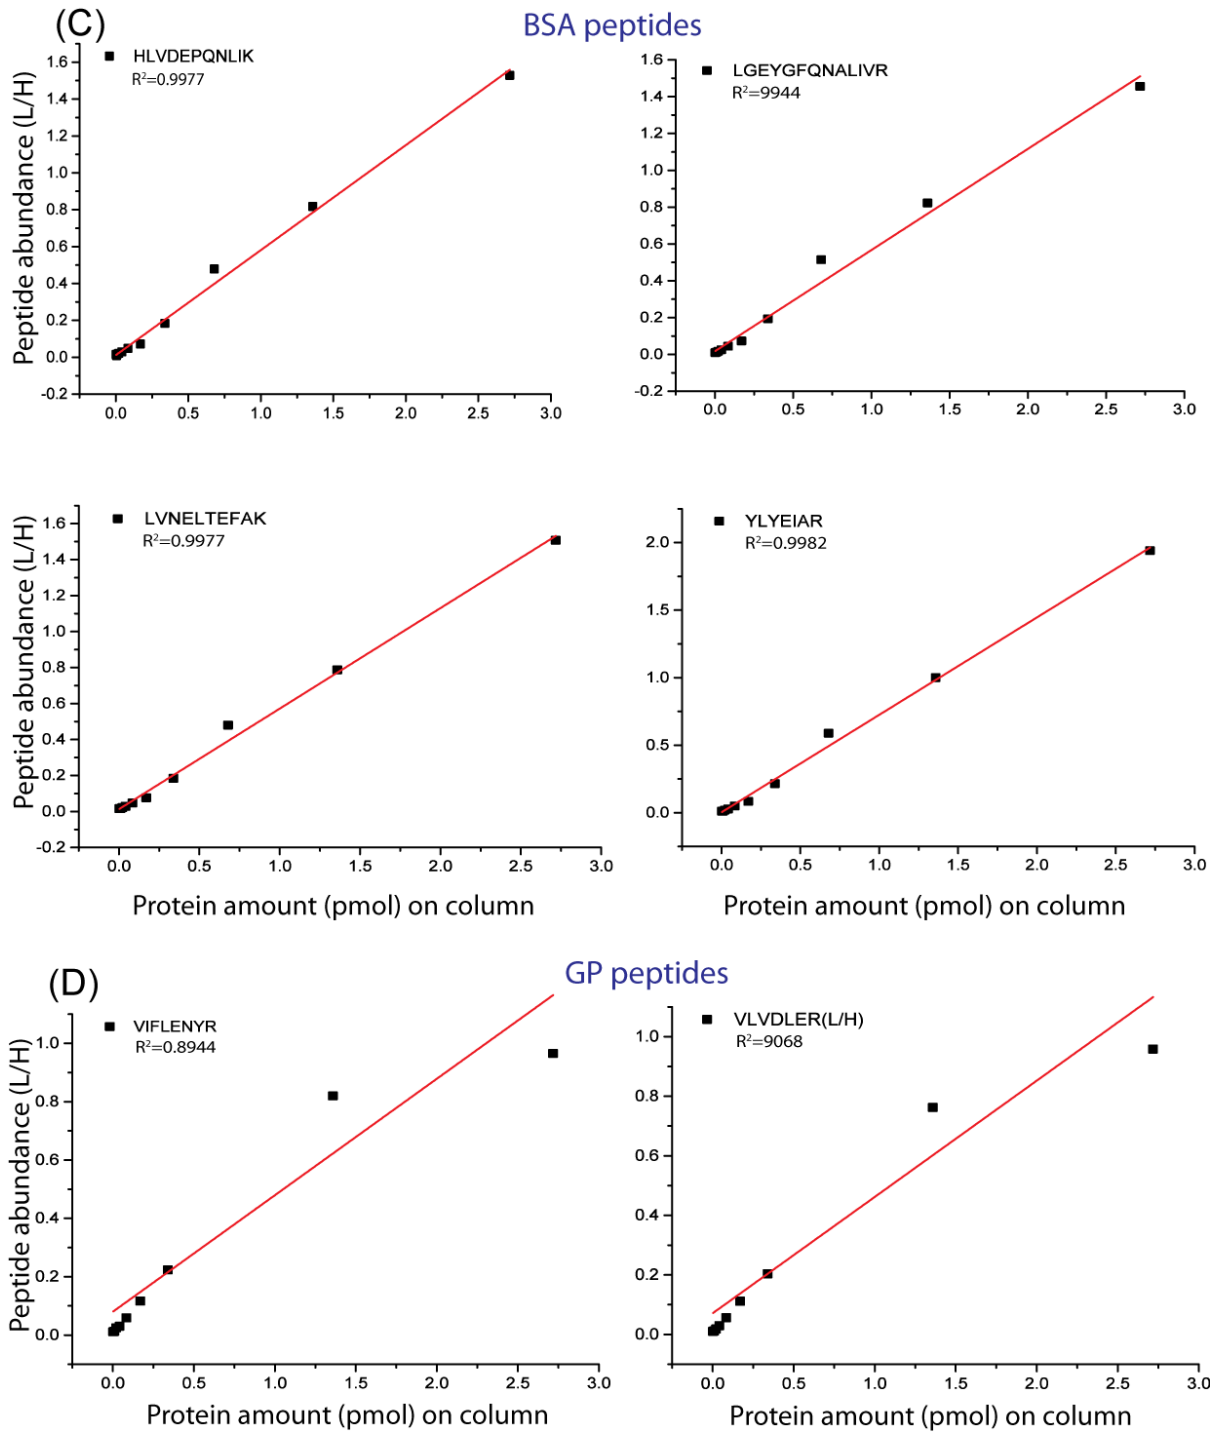 (C)
BSA peptides
HLVDEPQNLIK
R²=0.9977
Peptide abundance (L/H)
1.6
1.4
1.2
1.0
0.8
0.6
0.4
0.2
0.0
-0.2
0.0 0.5 1.0 1.5 2.0 2.5 3.0
LGEYGFQNALIVR
R²=9944
1.6
1.4
1.2
1.0
0.8
0.6
0.4
0.2
0.0
-0.2
0.0 0.5 1.0 1.5 2.0 2.5 3.0
LVNELTEFAK
R²=0.9977
Peptide abundance (L/H)
1.6
1.4
1.2
1.0
0.8
0.6
0.4
0.2
0.0
-0.2
0.0 0.5 1.0 1.5 2.0 2.5 3.0
Protein amount (pmol) on column
YLYEIAR
R²=0.9982
2.0
1.5
1.0
0.5
0.0
0.0 0.5 1.0 1.5 2.0 2.5 3.0
Protein amount (pmol) on column
(D)
GP peptides
VIFLENYR
R²=0.8944
Peptide abundance (L/H)
1.0
0.8
0.6
0.4
0.2
0.0
0.0 0.5 1.0 1.5 2.0 2.5 3.0
Protein amount (pmol) on column
VLVDLER(L/H)
R²=9068
1.0
0.8
0.6
0.4
0.2
0.0
0.0 0.5 1.0 1.5 2.0 2.5 3.0
Protein amount (pmol) on column